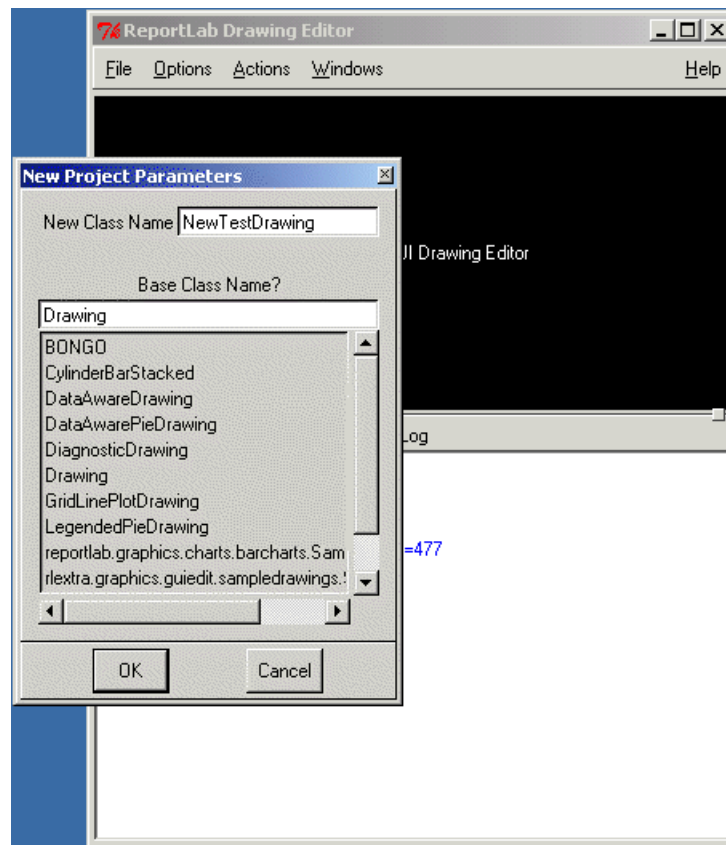 ReportLab Drawing Editor
File Options Actions Windows Help
New Project Parameters
New Class Name NewTestDrawing
UI Drawing Editor
Base Class Name?
Drawing
BONGO
CylinderBarStacked
DataAwareDrawing
DataAwarePieDrawing
Log
DiagnosticDrawing
Drawing
GridLinePlotDrawing
LegendedPieDrawing
reportlab.graphics.charts.barcharts.Sam
=477
rlextra.graphics.guiedit.sampledrawings.
OK Cancel